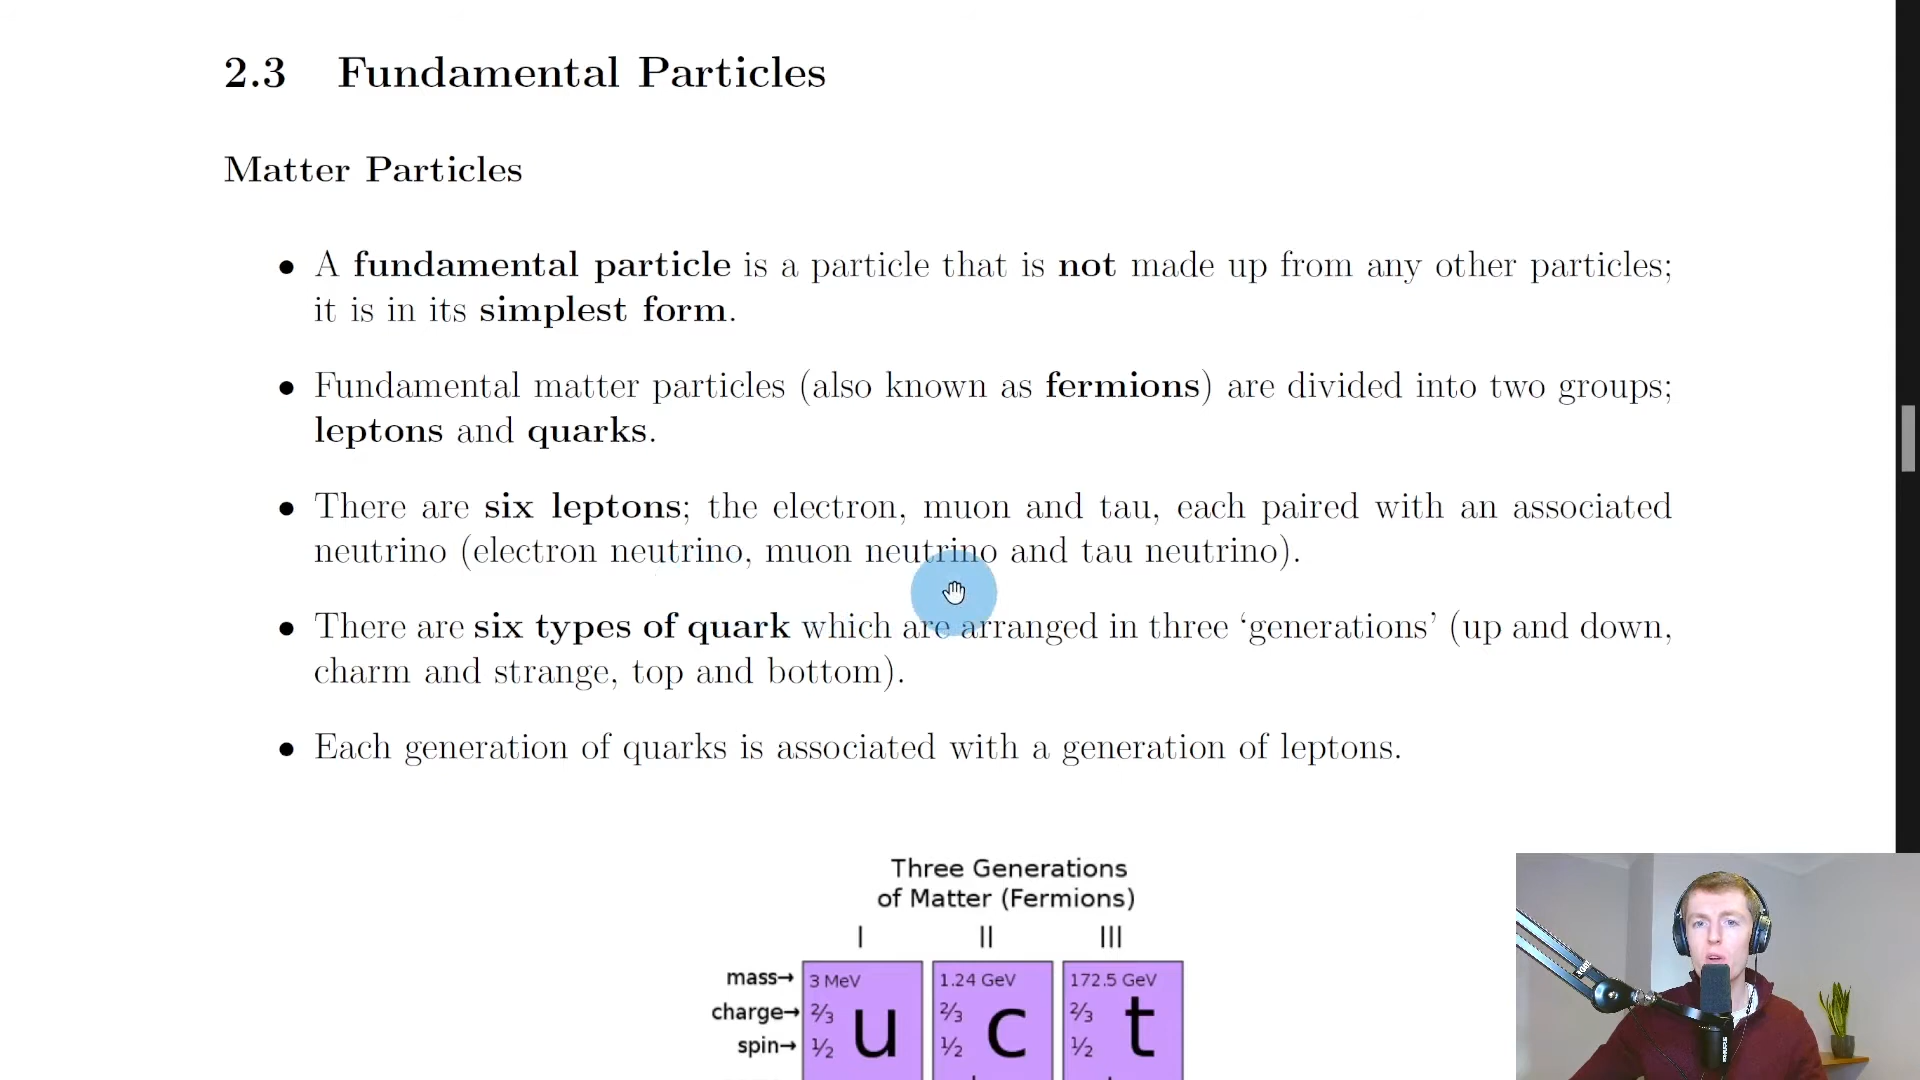 2.3 Fundamental Particles
Matter Particles
• A fundamental particle is a particle that is not made up from any other particles;
it is in its simplest form.
• Fundamental matter particles (also known as fermions) are divided into two groups;
leptons and quarks.
• There are six leptons; the electron, muon and tau, each paired with an associated
neutrino (electron neutrino, muon neutrino and tau neutrino).
• There are six types of quark which are arranged in three ‘generations’ (up and down,
charm and strange, top and bottom).
• Each generation of quarks is associated with a generation of leptons.
Three Generations
of Matter (Fermions)
I II III
mass→ 3 MeV 1.24 GeV 172.5 GeV
charge→ ⅔ ⅔ ⅔
u c t
spin→ ½ ½ ½